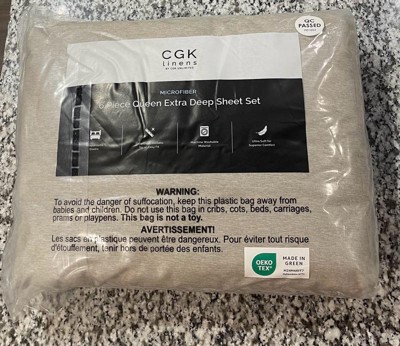 QC
PASSED
CGK
linens
MICROFIBER
6 Piece Queen Extra Deep Sheet Set
WARNING:
To avoid the danger of suffocation, keep this plastic bag away from
babies and children. Do not use this bag in cribs, cots, beds, carriages,
prams or playpens. This bag is not a toy.
AVERTISSEMENT!
Les sacs en plastique peuvent être dangereux. Pour éviter tout risque
d'étouffement, tenir hors de portée des enfants.
OEKO
TEX®
MADE IN
GREEN